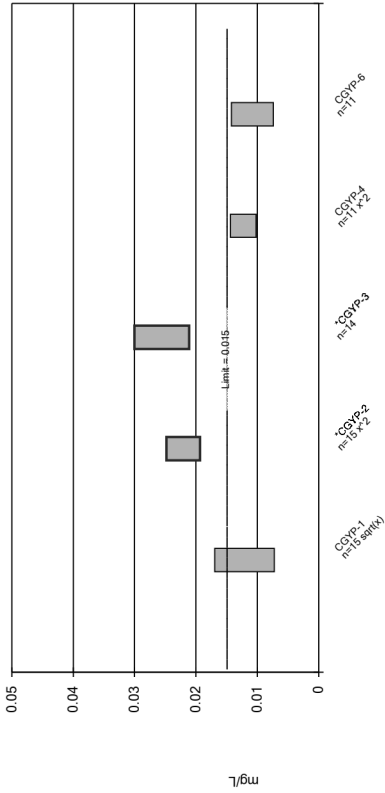 0.05
0.04
0.03
0.02
0.01
0
mg/L
Limit = 0.015
CGYP-1
n=15 sqrt(x)
*CGYP-2
n=15 x^2
*CGYP-3
n=14
CGYP-4
n=11 x^2
CGYP-6
n=11